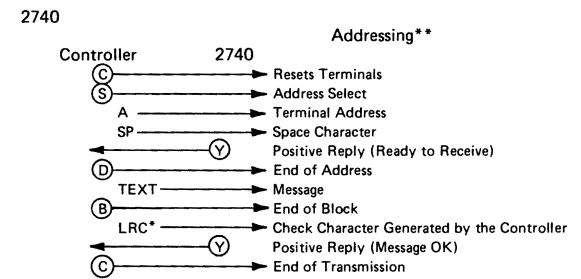 2740
Addressing**
Controller 2740
C Resets Terminals
S Address Select
A Terminal Address
SP Space Character
Y Positive Reply (Ready to Receive)
D End of Address
TEXT Message
B End of Block
LRC* Check Character Generated by the Controller
Y Positive Reply (Message OK)
C End of Transmission